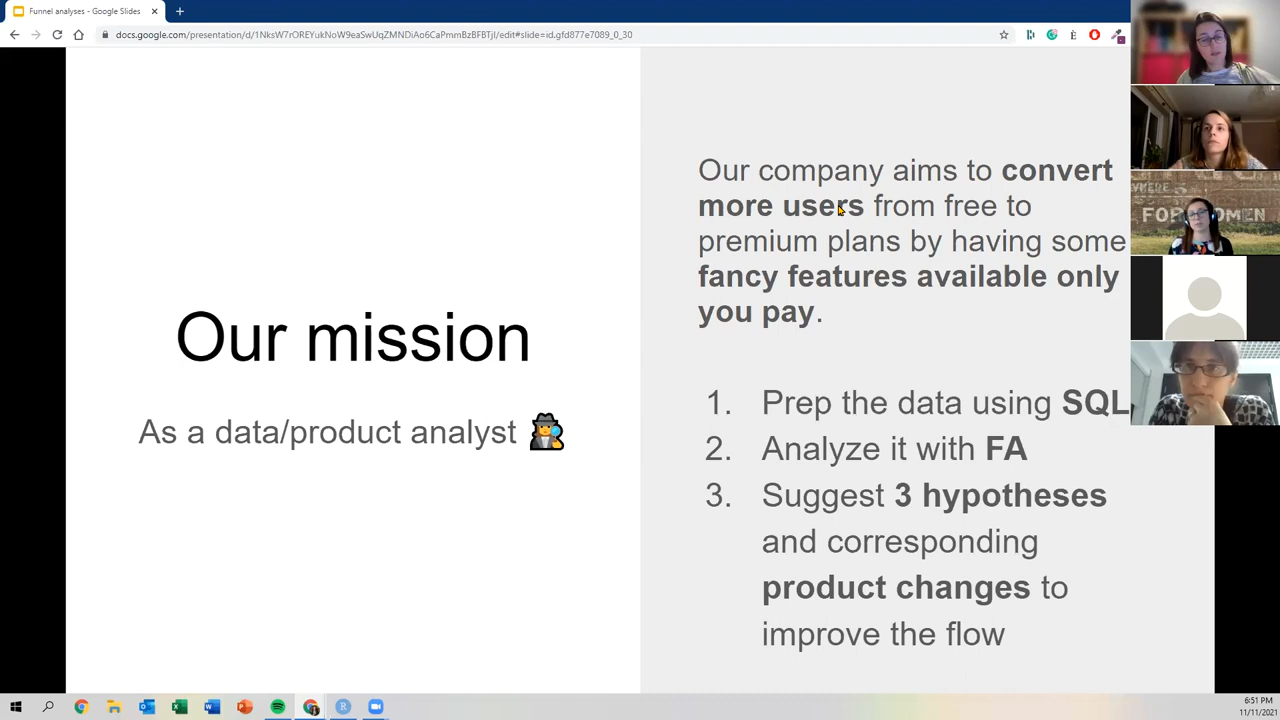 Funnel analyses - Google Slides
docs.google.com/presentation/d/1NksW7rOREYukNoW9eaSwUqZMNDiAo6CaPmmBzBFBTjI/edit#slide=id.gfd877e7089_0_30
Our mission
As a data/product analyst
Our company aims to convert
more users from free to
premium plans by having some
fancy features available only
you pay.
1. Prep the data using SQL
2. Analyze it with FA
3. Suggest 3 hypotheses
and corresponding
product changes to
improve the flow
FOR WOMEN
6:51 PM
11/11/2021